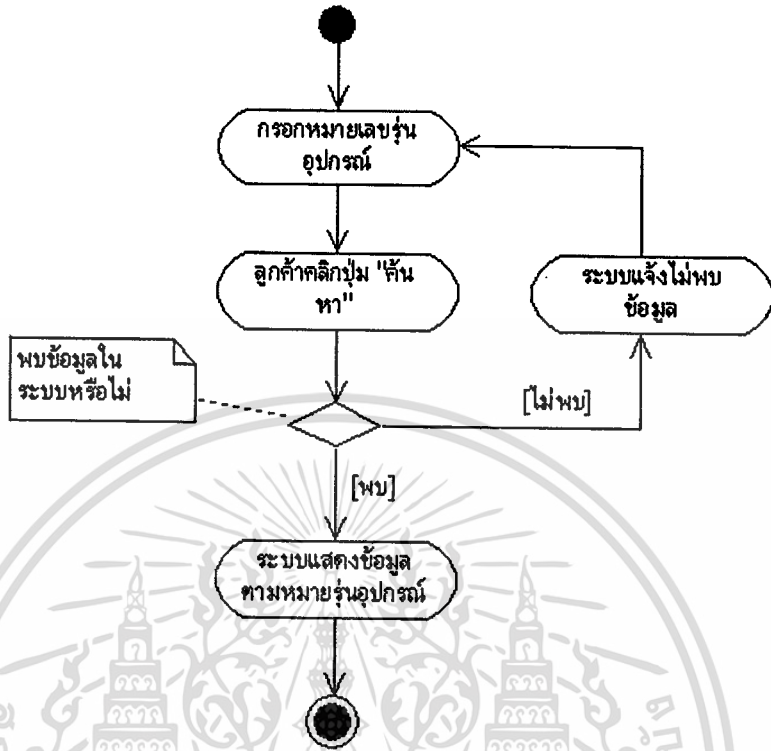 กรอกหมายเลขรุ่น
อุปกรณ์
ลูกค้าคลิกปุ่ม "ค้น
หา"
ระบบแจ้งไม่พบ
ข้อมูล
พบข้อมูลใน
ระบบหรือไม่
[ไม่พบ]
[พบ]
ระบบแสดงข้อมูล
ตามหมายรุ่นอุปกรณ์